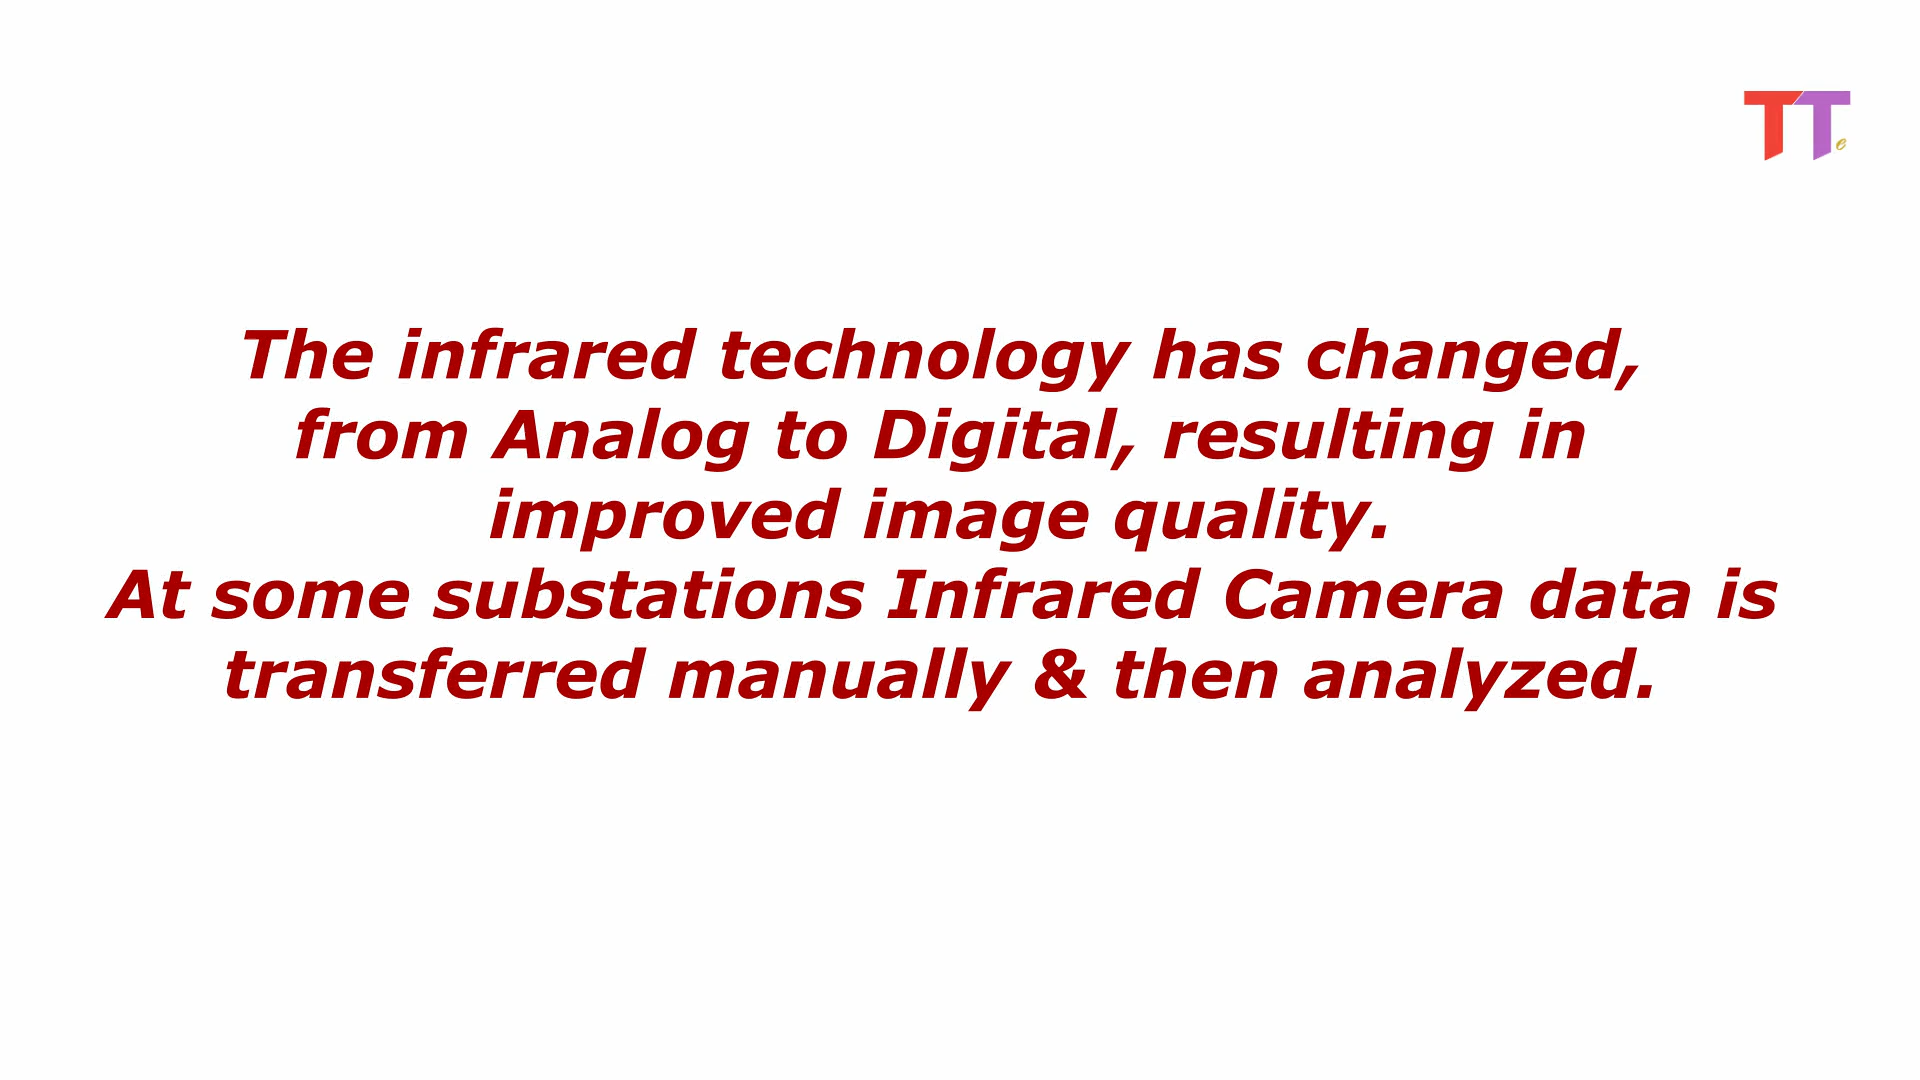 TTe
The infrared technology has changed,
from Analog to Digital, resulting in
improved image quality.
At some substations Infrared Camera data is
transferred manually & then analyzed.